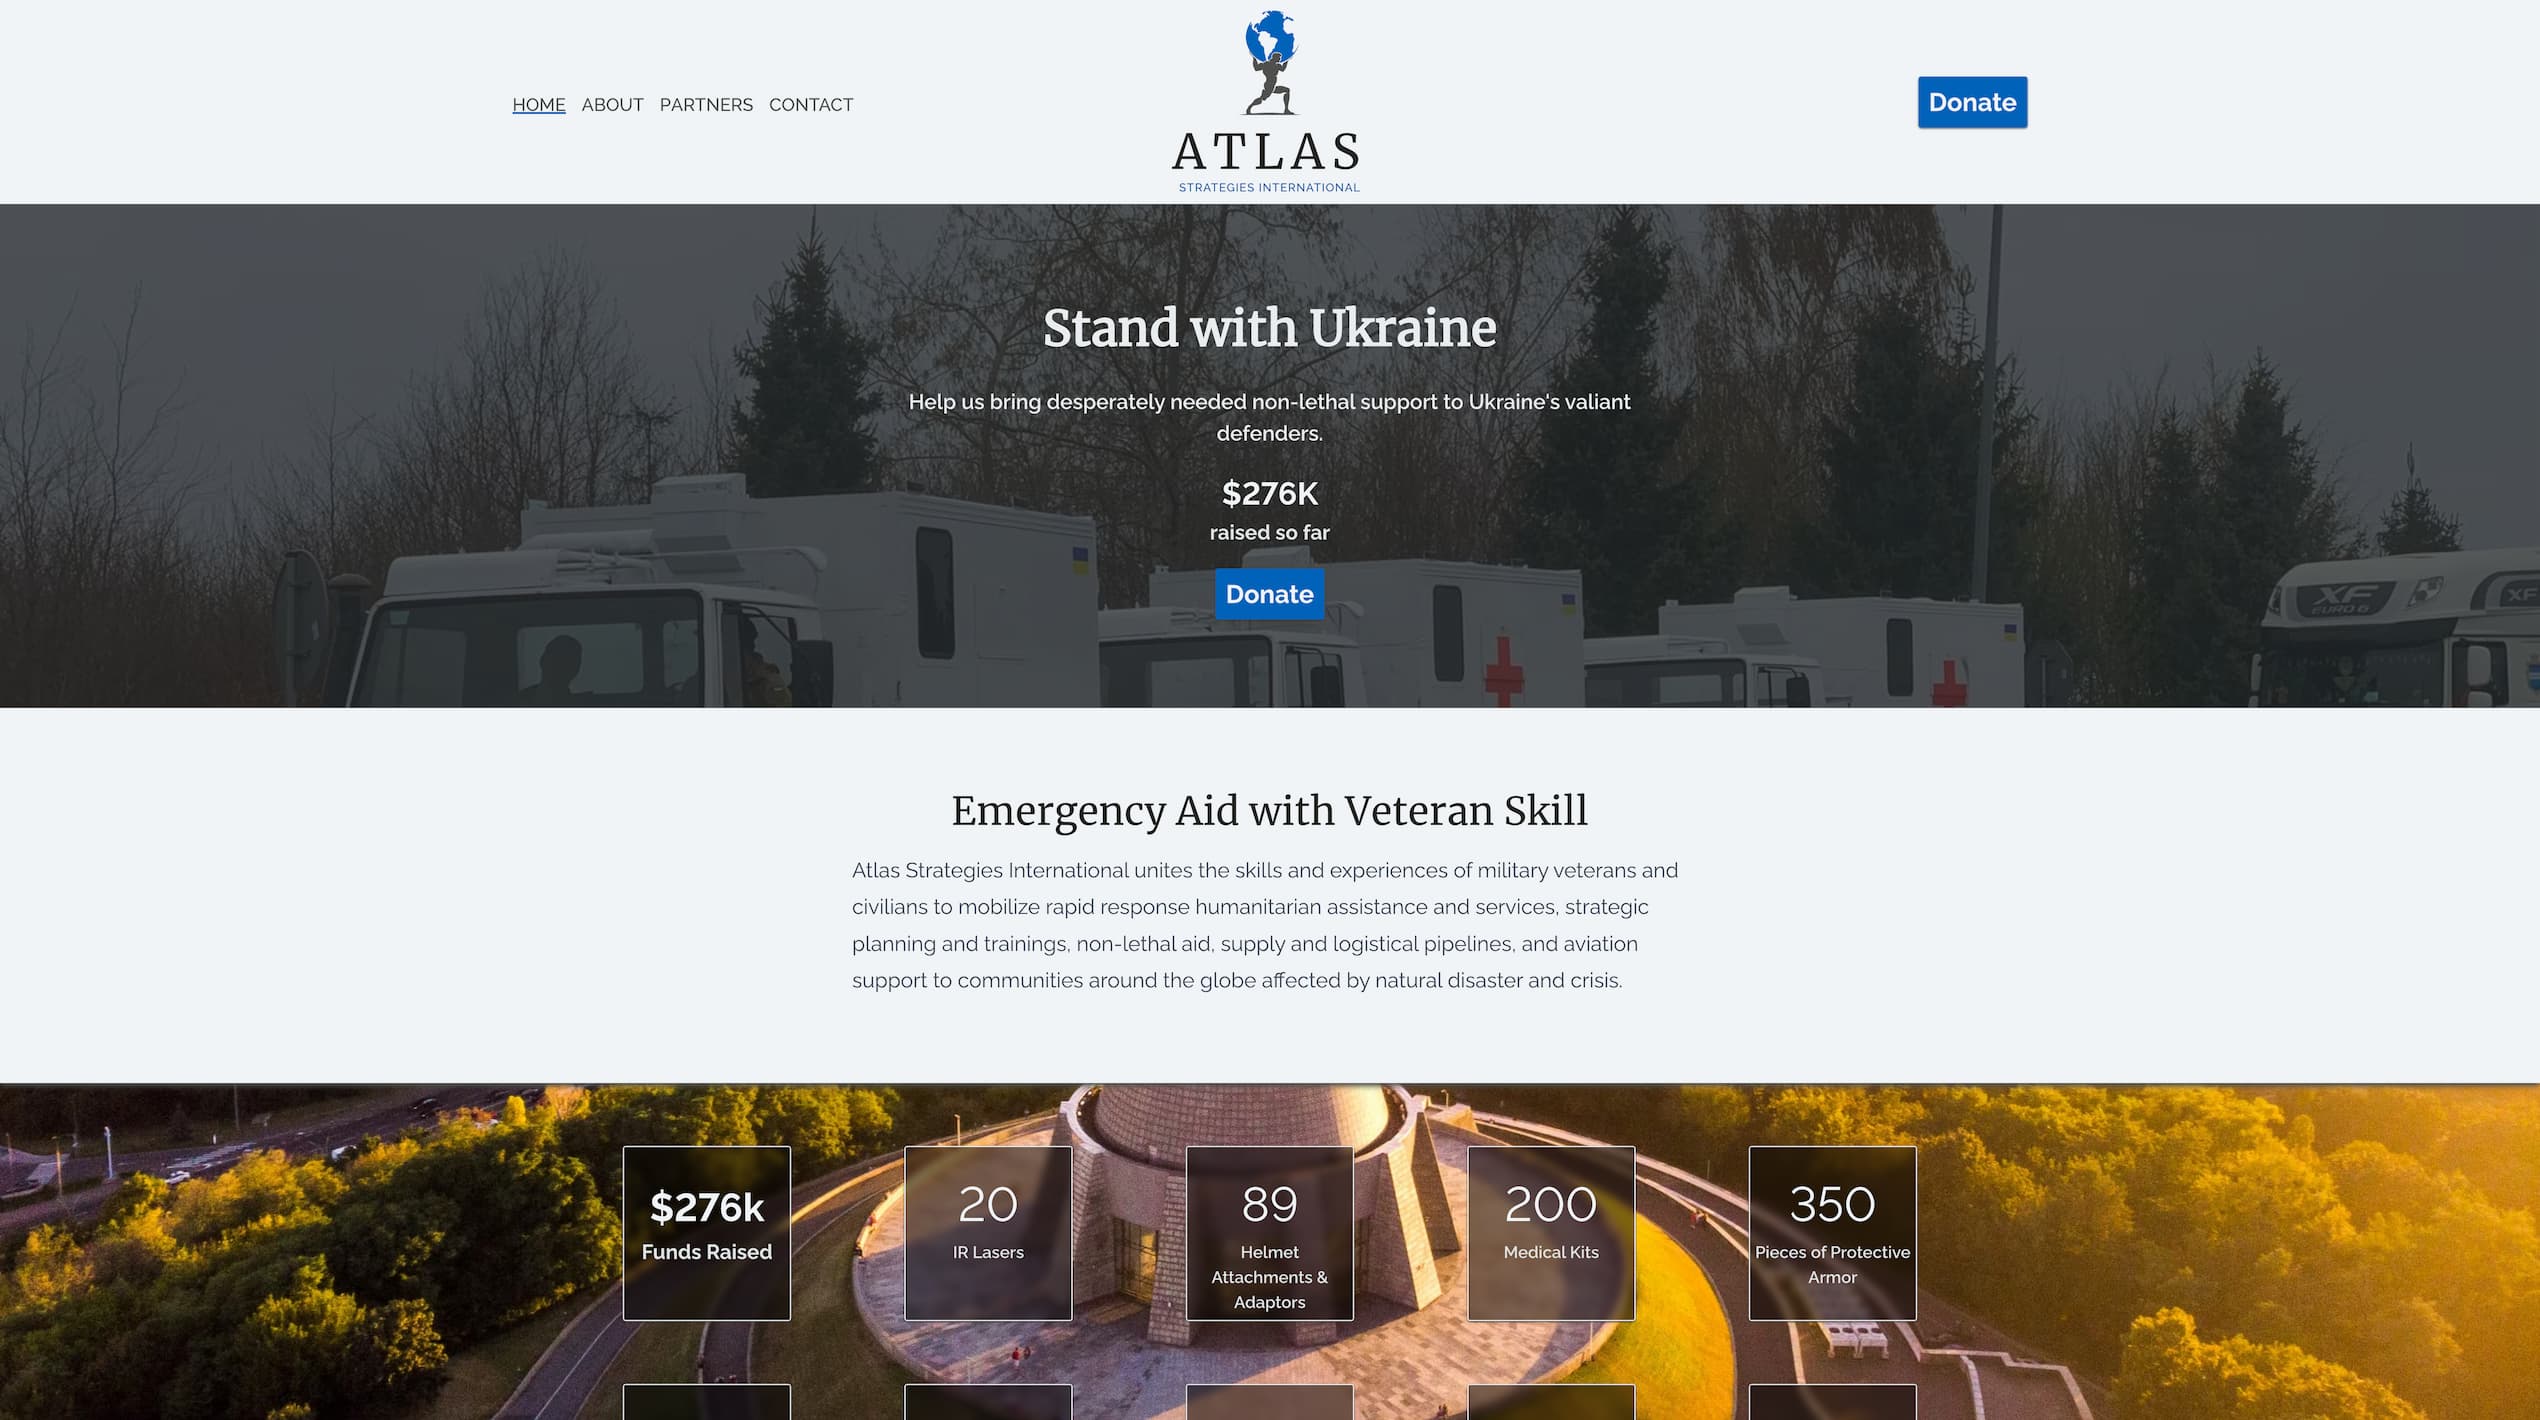 HOME ABOUT PARTNERS CONTACT
ATLAS
STRATEGIES INTERNATIONAL
Donate
Stand with Ukraine
Help us bring desperately needed non-lethal support to Ukraine's valiant
defenders.
$276K
raised so far
Donate
XF
EURO 6
XF
Emergency Aid with Veteran Skill
Atlas Strategies International unites the skills and experiences of military veterans and
civilians to mobilize rapid response humanitarian assistance and services, strategic
planning and trainings, non-lethal aid, supply and logistical pipelines, and aviation
support to communities around the globe affected by natural disaster and crisis.
$276k
Funds Raised
20
IR Lasers
89
Helmet
Attachments &
Adaptors
200
Medical Kits
350
Pieces of Protective
Armor